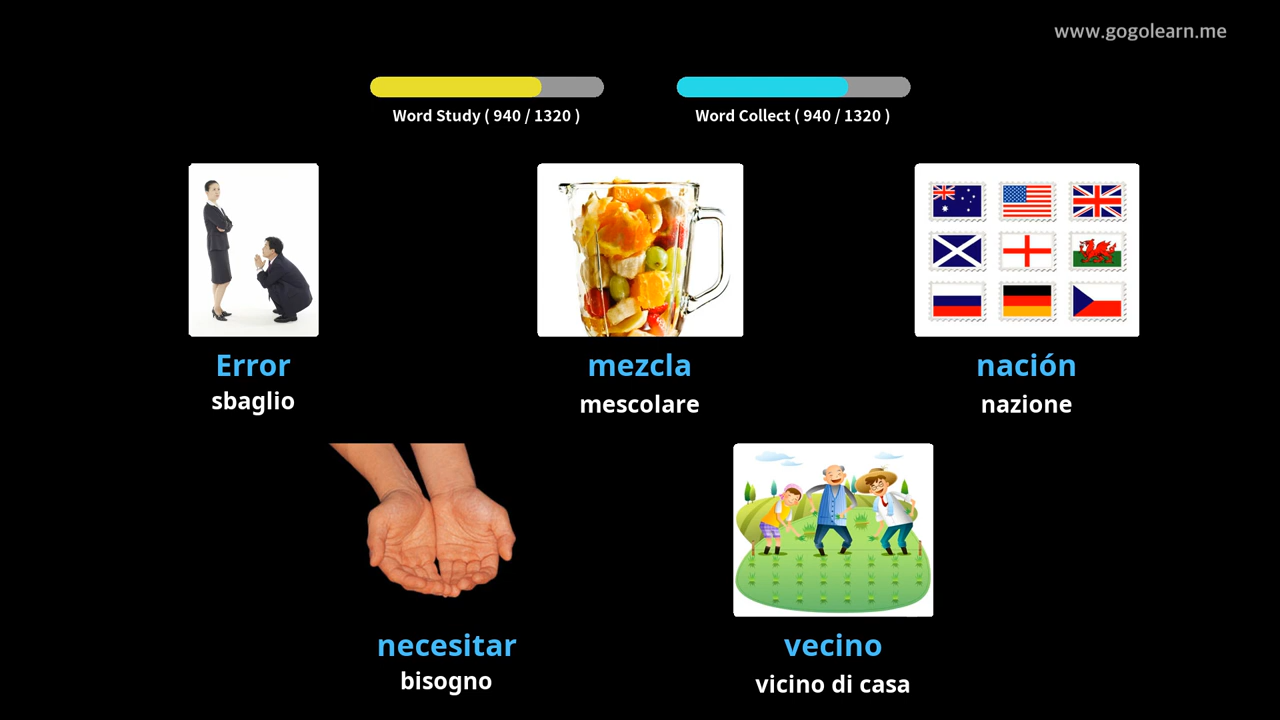 www.gogolearn.me
Word Study ( 940 / 1320 )
Word Collect ( 940 / 1320 )
Error
sbaglio
mezcla
mescolare
nación
nazione
necesitar
bisogno
vecino
vicino di casa